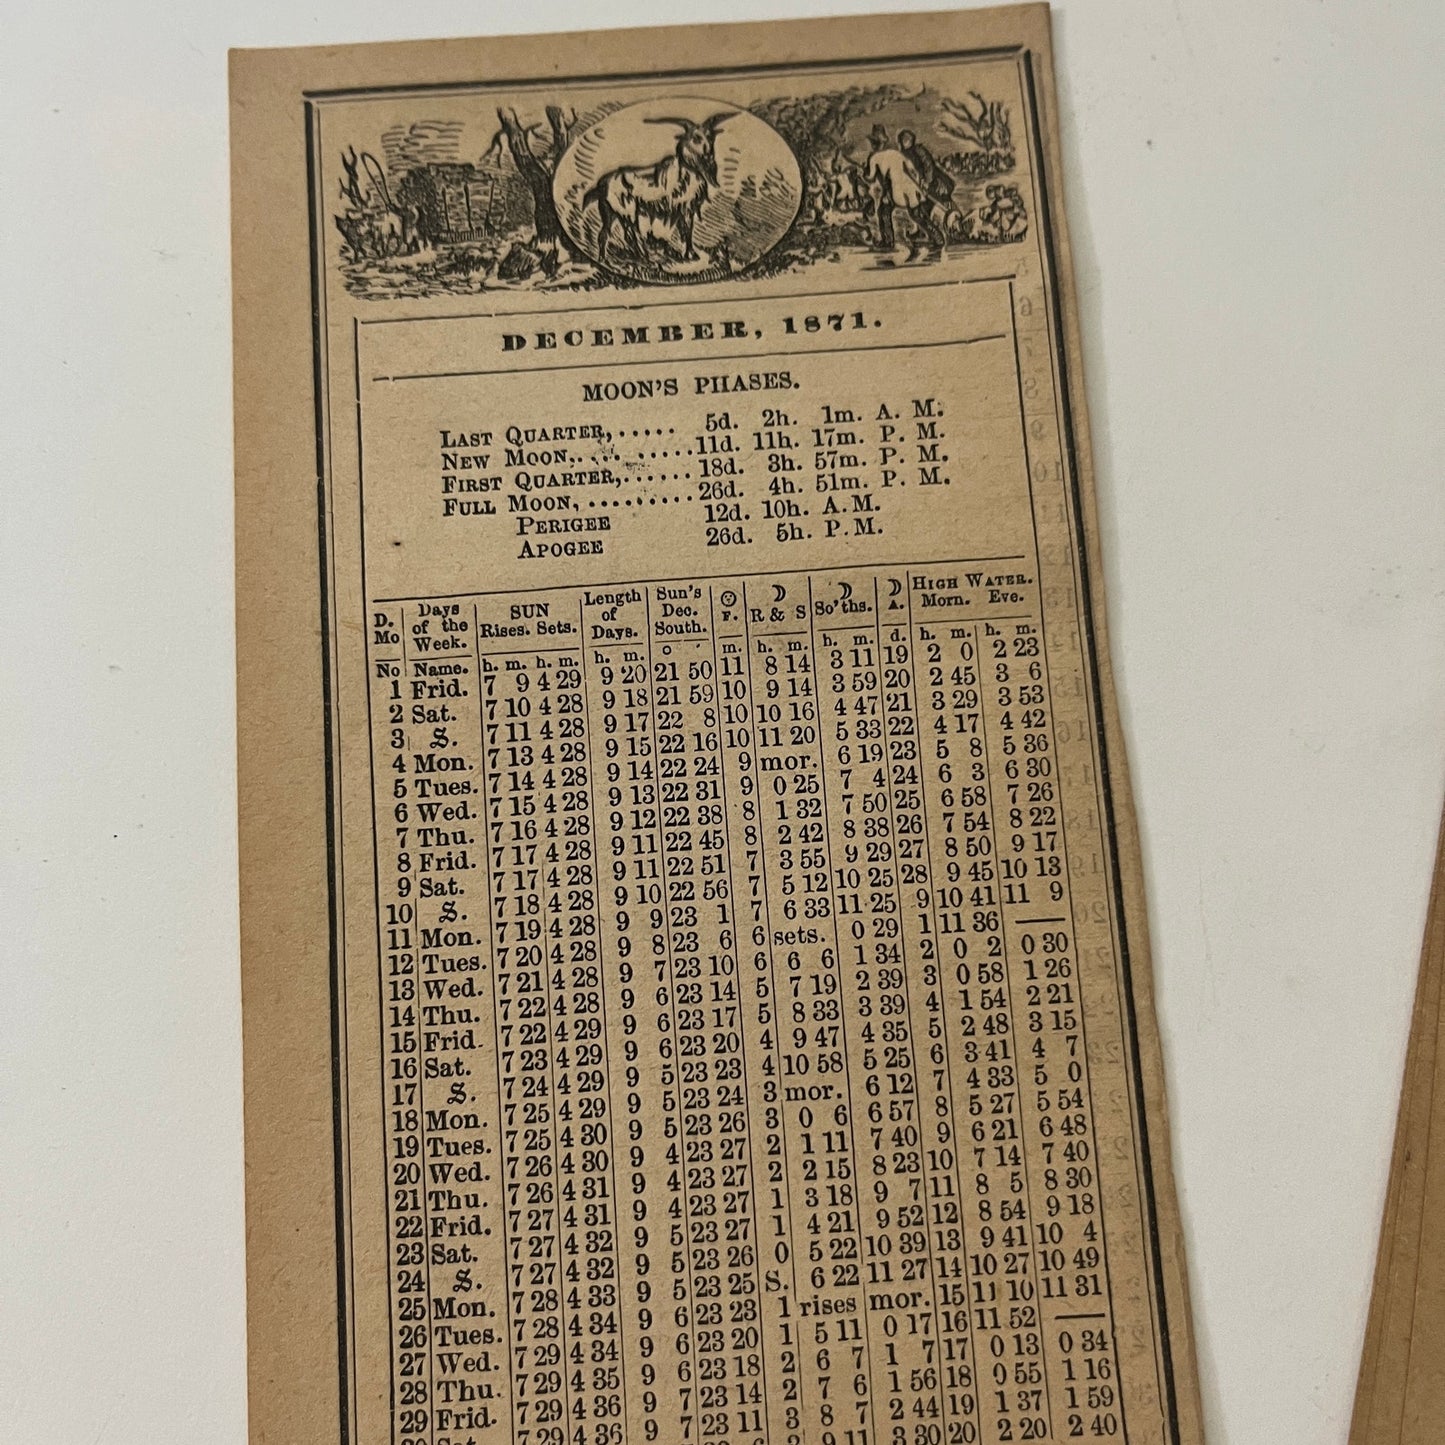 DECEMBER, 1871.
MOON'S PHASES.
LAST QUARTER,..... 5d. 2h. 1m. A. M.
NEW MOON,......... 11d. 11h. 17m. P. M.
FIRST QUARTER,...... 18d. 3h. 57m. P. M.
FULL MOON, ......... 26d. 4h. 51m. P. M.
PERIGEE 12d. 10h. A.M.
APOGEE 26d. 5h. P.M.
D. Mo Days of the Week. SUN Rises. Sets. Length of Days. Sun's Dec. South. F. ☽ R & S ☽ So'ths. ☽ A. HIGH WATER. Morn. Eve.
No Name. h. m. h. m. h. m. o ' m. h. m. h. m. d. h. m. h. m.
1 Frid. 7 9 4 29 9 20 21 50 11 8 14 3 11 19 2 0 2 23
2 Sat. 7 10 4 28 9 18 21 59 10 9 14 3 59 20 2 45 3 6
3 S. 7 11 4 28 9 17 22 8 10 10 16 4 47 21 3 29 3 53
4 Mon. 7 13 4 28 9 15 22 16 10 11 20 5 33 22 4 17 4 42
5 Tues. 7 14 4 28 9 14 22 24 9 mor. 6 19 23 5 8 5 36
6 Wed. 7 15 4 28 9 13 22 31 9 0 25 7 4 24 6 3 6 30
7 Thu. 7 16 4 28 9 12 22 38 8 1 32 7 50 25 6 58 7 26
8 Frid. 7 17 4 28 9 11 22 45 8 2 42 8 38 26 7 54 8 22
9 Sat. 7 17 4 28 9 11 22 51 7 3 55 9 29 27 8 50 9 17
10 S. 7 18 4 28 9 10 22 56 7 5 12 10 25 28 9 45 10 13
11 Mon. 7 19 4 28 9 9 23 1 7 6 33 11 25 9 10 41 11 9
12 Tues. 7 20 4 28 9 8 23 6 6 sets. 0 29 1 11 36 —
13 Wed. 7 21 4 28 9 7 23 10 6 6 6 1 34 2 0 2 0 30
14 Thu. 7 22 4 28 9 6 23 14 5 7 19 2 39 3 0 58 1 26
15 Frid. 7 22 4 29 9 6 23 17 5 8 33 3 39 4 1 54 2 21
16 Sat. 7 23 4 29 9 6 23 20 4 9 47 4 35 5 2 48 3 15
17 S. 7 24 4 29 9 5 23 23 4 10 58 5 25 6 3 41 4 7
18 Mon. 7 25 4 29 9 5 23 24 3 mor. 6 12 7 4 33 5 0
19 Tues. 7 25 4 30 9 5 23 26 3 0 6 6 57 8 5 27 5 54
20 Wed. 7 26 4 30 9 4 23 27 2 1 11 7 40 9 6 21 6 48
21 Thu. 7 26 4 31 9 4 23 27 2 2 15 8 23 10 7 14 7 40
22 Frid. 7 27 4 31 9 4 23 27 1 3 18 9 7 11 8 5 8 30
23 Sat. 7 27 4 32 9 5 23 27 1 4 21 9 52 12 8 54 9 18
24 S. 7 27 4 32 9 5 23 26 0 5 22 10 39 13 9 41 10 4
25 Mon. 7 28 4 33 9 5 23 25 S. 6 22 11 27 14 10 27 10 49
26 Tues. 7 28 4 34 9 6 23 23 1 rises mor. 15 11 10 11 31
27 Wed. 7 29 4 34 9 6 23 20 1 5 11 0 17 16 11 52 —
28 Thu. 7 29 4 35 9 6 23 18 2 6 7 1 7 17 0 13 0 34
29 Frid. 7 29 4 36 9 7 23 14 2 7 6 1 56 18 0 55 1 16
30 Sat. 7 29 4 36 9 7 23 11 3 8 7 2 44 19 1 37 1 59
9 11 3 30 20 2 20 2 40